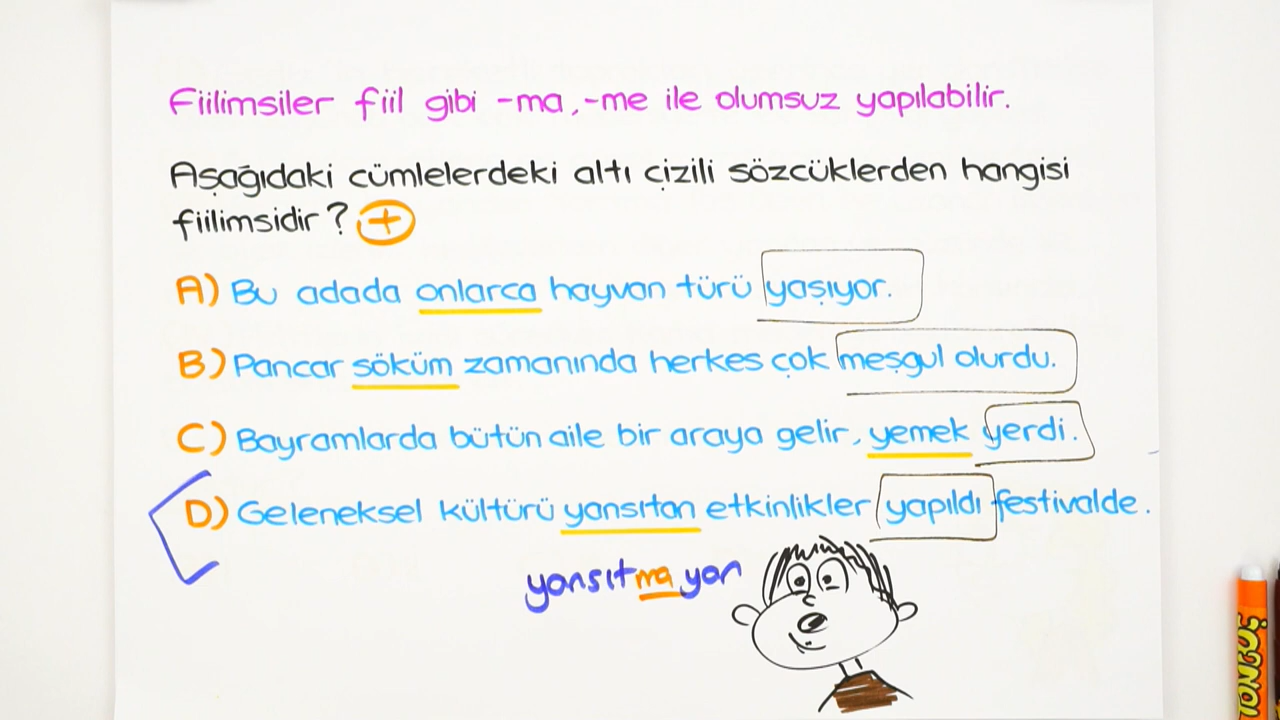 Fiilimsiler fiil gibi -ma, -me ile olumsuz yapılabilir.
Aşağıdaki cümlelerdeki altı çizili sözcüklerden hangisi
fiilimsidir? +
A) Bu adada onlarca hayvan türü yaşıyor.
B) Pancar söküm zamanında herkes çok meşgul olurdu.
C) Bayramlarda bütün aile bir araya gelir, yemek yerdi.
D) Geleneksel kültürü yansıtan etkinlikler yapıldı festivalde.
yansıtmayan